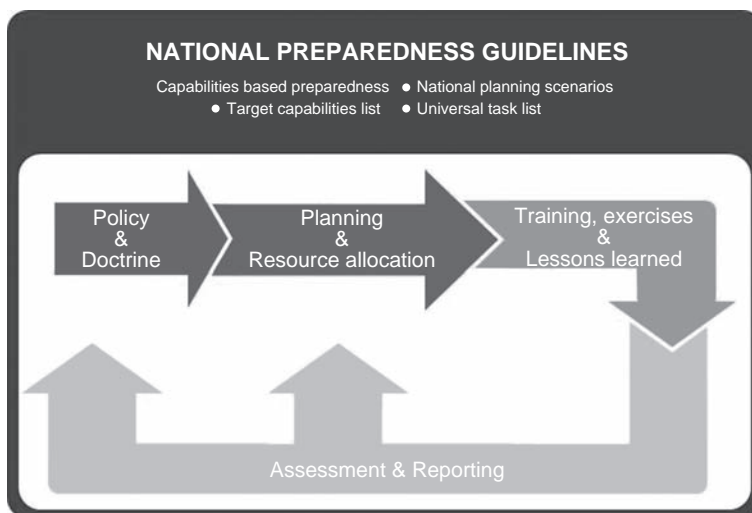 NATIONAL PREPAREDNESS GUIDELINES
Capabilities based preparedness ● National planning scenarios
● Target capabilities list ● Universal task list
Policy
&
Doctrine
Planning
&
Resource allocation
Training, exercises
&
Lessons learned
Assessment & Reporting